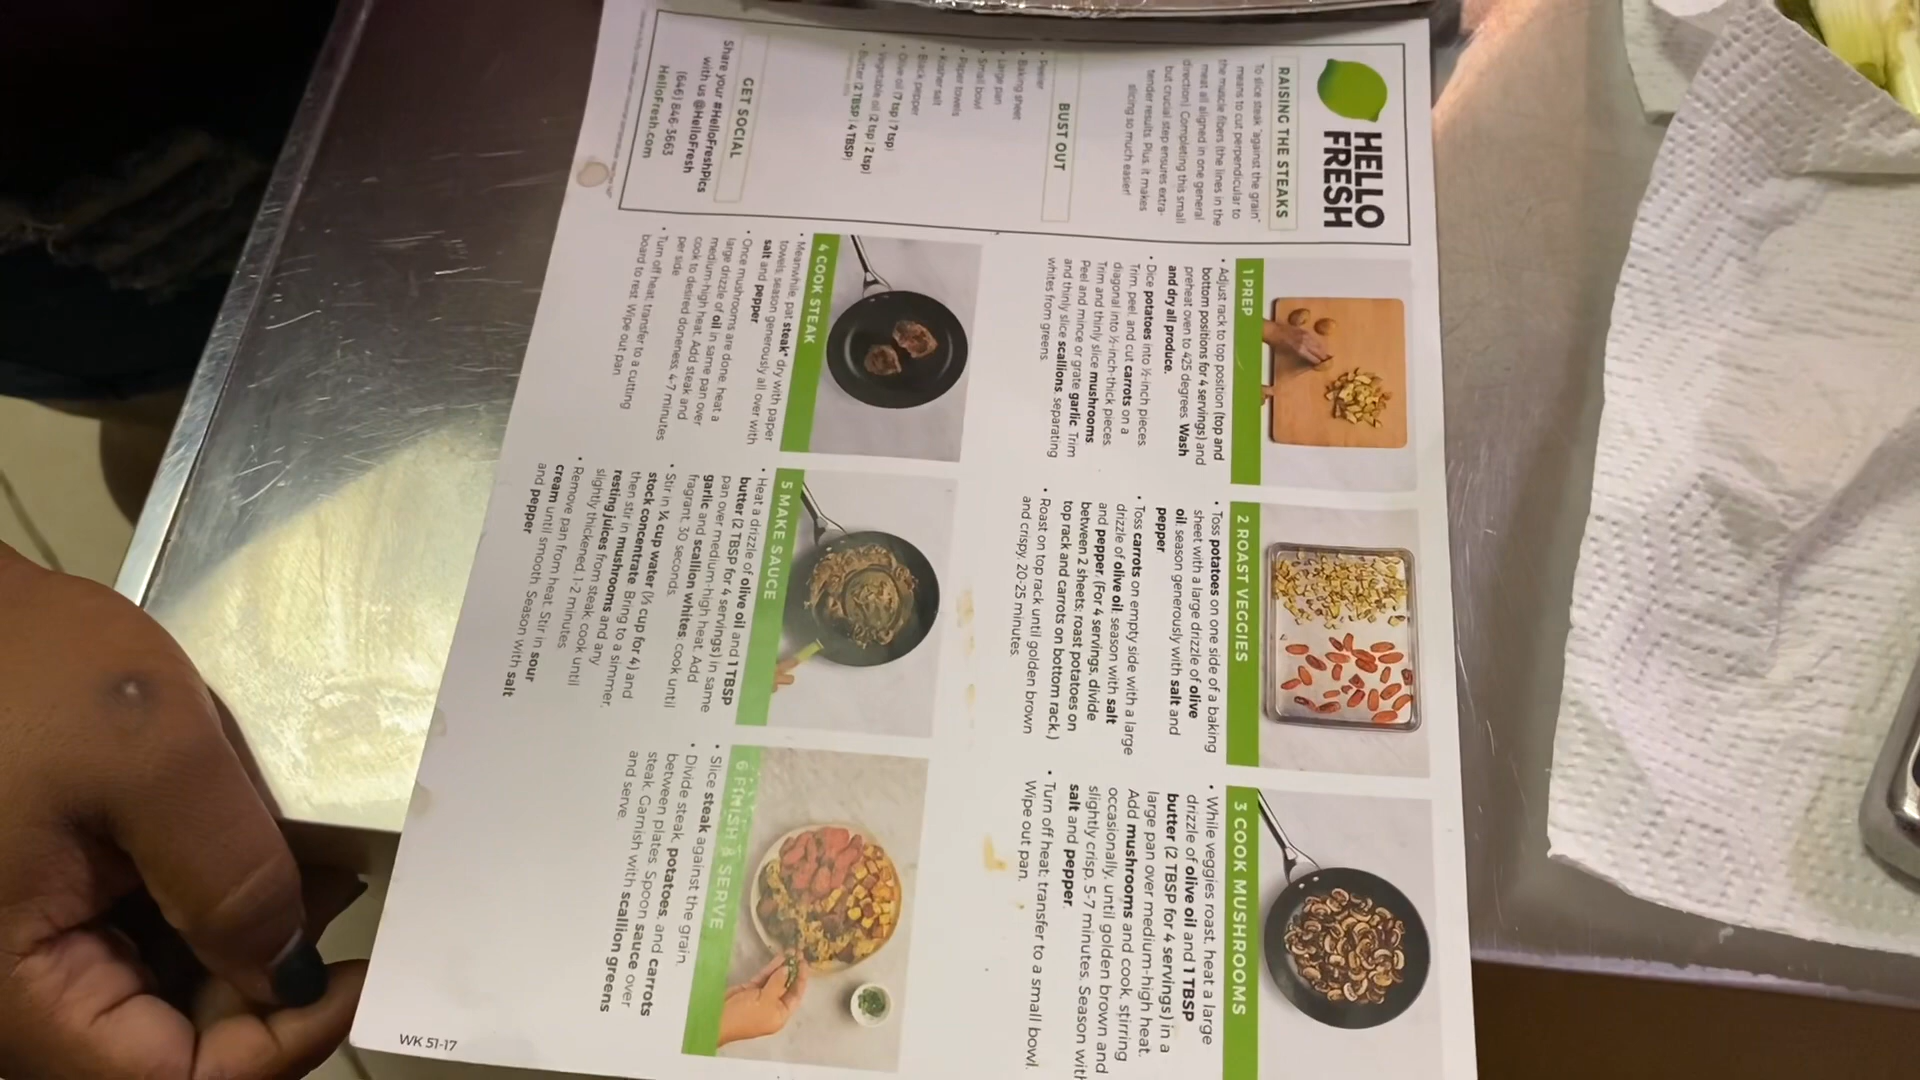 HELLO
FRESH
RAISING THE STEAKS
To slice steak "against the grain"
means to cut perpendicular to
the muscle fibers (the lines in the
meat all aligned in one general
direction). Completing this small
but crucial step ensures extra-
tender results. Plus, it makes
slicing so much easier!
BUST OUT
• Peeler
• Baking sheet
• Large pan
• Small bowl
• Paper towels
• Kosher salt
• Black pepper
• Olive oil (7 tsp | 7 tsp)
• Vegetable oil (2 tsp | 2 tsp)
• Butter (2 TBSP | 4 TBSP)
GET SOCIAL
Share your #HelloFreshPics
with us @HelloFresh
(646) 846-3663
HelloFresh.com
1 PREP
• Adjust rack to top position (top and
bottom positions for 4 servings) and
preheat oven to 425 degrees. Wash
and dry all produce.
• Dice potatoes into ½-inch pieces.
Trim, peel, and cut carrots on a
diagonal into ½-inch-thick pieces.
Trim and thinly slice mushrooms.
Peel and mince or grate garlic. Trim
and thinly slice scallions, separating
whites from greens.
2 ROAST VEGGIES
• Toss potatoes on one side of a baking
sheet with a large drizzle of olive
oil; season generously with salt and
pepper.
• Toss carrots on empty side with a large
drizzle of olive oil; season with salt
and pepper. (For 4 servings, divide
between 2 sheets; roast potatoes on
top rack and carrots on bottom rack.)
• Roast on top rack until golden brown
and crispy, 20-25 minutes.
3 COOK MUSHROOMS
• While veggies roast, heat a large
drizzle of olive oil and 1 TBSP
butter (2 TBSP for 4 servings) in a
large pan over medium-high heat.
Add mushrooms and cook, stirring
occasionally, until golden brown and
slightly crisp, 5-7 minutes. Season with
salt and pepper.
• Turn off heat; transfer to a small bowl.
Wipe out pan.
4 COOK STEAK
• Meanwhile, pat steak* dry with paper
towels; season generously all over with
salt and pepper.
• Once mushrooms are done, heat a
large drizzle of oil in same pan over
medium-high heat. Add steak and
cook to desired doneness, 4-7 minutes
per side.
• Turn off heat; transfer to a cutting
board to rest. Wipe out pan.
5 MAKE SAUCE
• Heat a drizzle of olive oil and 1 TBSP
butter (2 TBSP for 4 servings) in same
pan over medium-high heat. Add
garlic and scallion whites; cook until
fragrant, 30 seconds.
• Stir in ¼ cup water (⅓ cup for 4) and
stock concentrate. Bring to a simmer,
then stir in mushrooms and any
resting juices from steak; cook until
slightly thickened, 1-2 minutes.
• Remove pan from heat. Stir in sour
cream until smooth. Season with salt
and pepper.
6 FINISH & SERVE
• Slice steak against the grain.
• Divide steak, potatoes, and carrots
between plates. Spoon sauce over
steak. Garnish with scallion greens
and serve.
WK 51-17